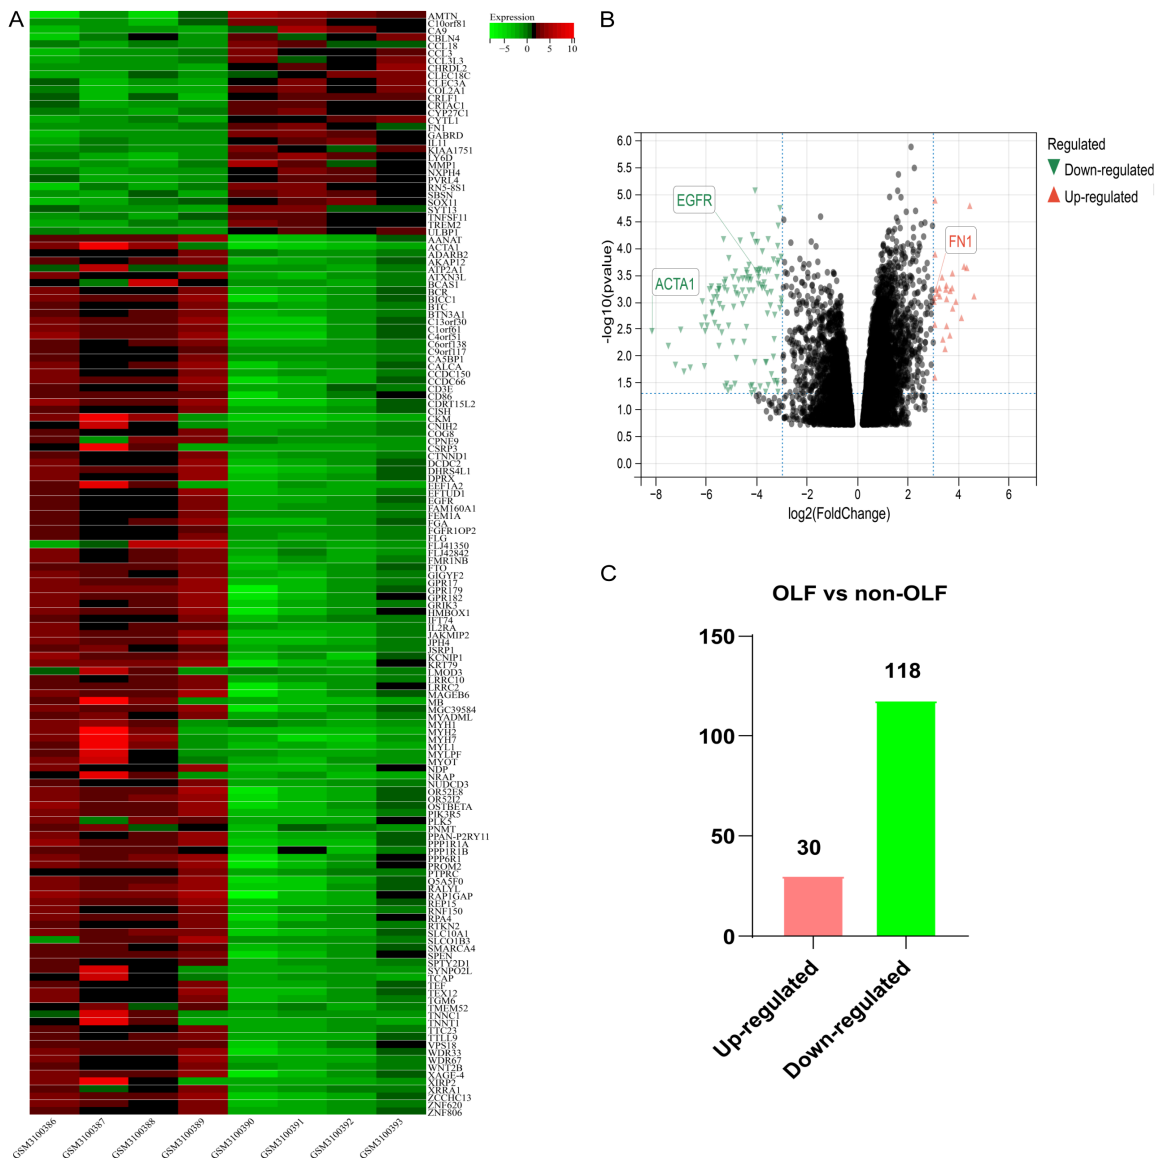 A
Expression
−5 0 5 10
AMTN
C10orf81
CA9
CBLN4
CCL18
CCL3
CCL3L3
CHRDL2
CLEC18C
CLEC3A
COL2A1
CRLF1
CRTAC1
CYP27C1
CYTL1
FN1
GABRD
IL11
KIAA1751
LY6D
MMP1
NXPH4
PVRL4
RN5-8S1
SBSN
SOX11
SYT13
TNFSF11
TREM2
ULBP1
AANAT
ACTA1
ADARB2
AKAP12
ATP2A1
ATXN3L
BCAS1
BCR
BICC1
BTC
BTN3A1
C13orf30
C1orf61
C4orf51
C6orf138
C9orf117
CA5BP1
CALCA
CCDC150
CCDC66
CD3E
CD86
CDRT15L2
CISH
CKM
CNIH2
COG8
CPNE9
CSRP3
CTNND1
DCDC2
DHRS4L1
DPRX
EEF1A2
EFTUD1
EGFR
FAM160A1
FEM1A
FGA
FGFR1OP2
FLG
FLJ41350
FLJ42842
FMR1NB
FTO
GIGYF2
GPR17
GPR179
GPR182
GRIK3
HMBOX1
IFT74
IL2RA
JAKMIP2
JPH4
JSRP1
KCNIP1
KRT79
LMOD3
LRRC10
LRRC2
MAGEB6
MB
MGC39584
MYADML
MYH1
MYH2
MYH7
MYL1
MYLPF
MYOT
NDP
NRAP
NUDCD3
OR52E8
OR52I2
OSTBETA
PIK3R5
PLK5
PNMT
PPAN-P2RY11
PPP1R1A
PPP1R1B
PPP6R1
PROM2
PTPRC
Q5A5F0
RALYL
RAP1GAP
REP15
RNF150
RPA4
RTKN2
SLC10A1
SLCO1B3
SMARCA4
SPEN
SPTY2D1
SYNPO2L
TCAP
TEF
TEX12
TGM6
TMEM52
TNNC1
TNNT1
TTC23
TTLL9
VPS18
WDR33
WDR67
WNT2B
XAGE-4
XIRP2
XRRA1
ZCCHC13
ZNF620
ZNF806
GSM3100386
GSM3100387
GSM3100388
GSM3100389
GSM3100390
GSM3100391
GSM3100392
GSM3100393
B
6.0
5.5
5.0
4.5
4.0
3.5
3.0
2.5
2.0
1.5
1.0
0.5
0.0
-log10(pvalue)
EGFR
ACTA1
FN1
−8 −6 −4 −2 0 2 4 6
log2(FoldChange)
Regulated
Down-regulated
Up-regulated
C
OLF vs non-OLF
150
100
50
0
30
118
Up-regulated
Down-regulated